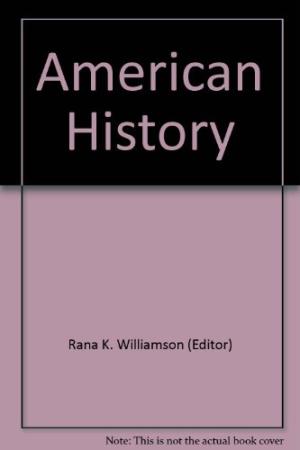 American
History
Rana K. Williamson (Editor)
Note: This is not the actual book cover